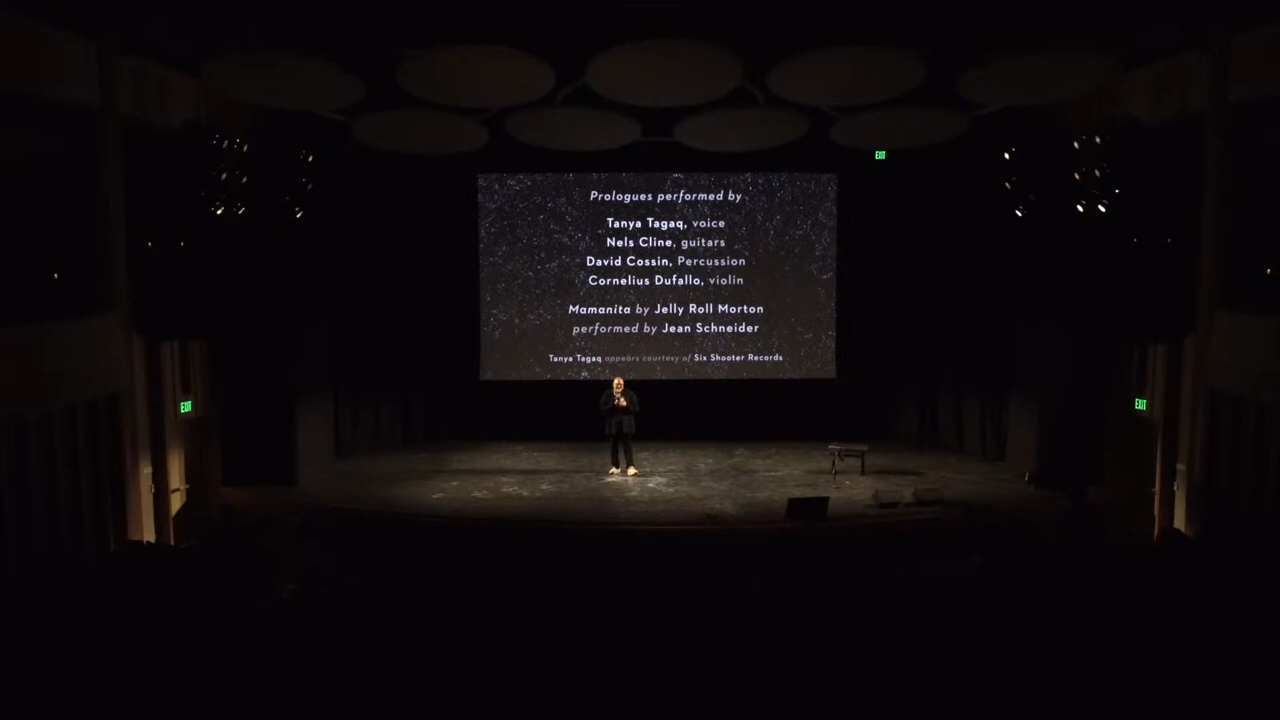 EXIT
Prologues performed by
Tanya Tagaq, voice
Nels Cline, guitars
David Cossin, Percussion
Cornelius Dufallo, violin
Mamanita by Jelly Roll Morton
performed by Jean Schneider
Tanya Tagaq appears courtesy of Six Shooter Records
EXIT
EXIT